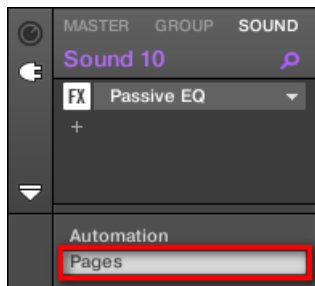 MASTER GROUP SOUND
Sound 10
FX Passive EQ
+
Automation
Pages